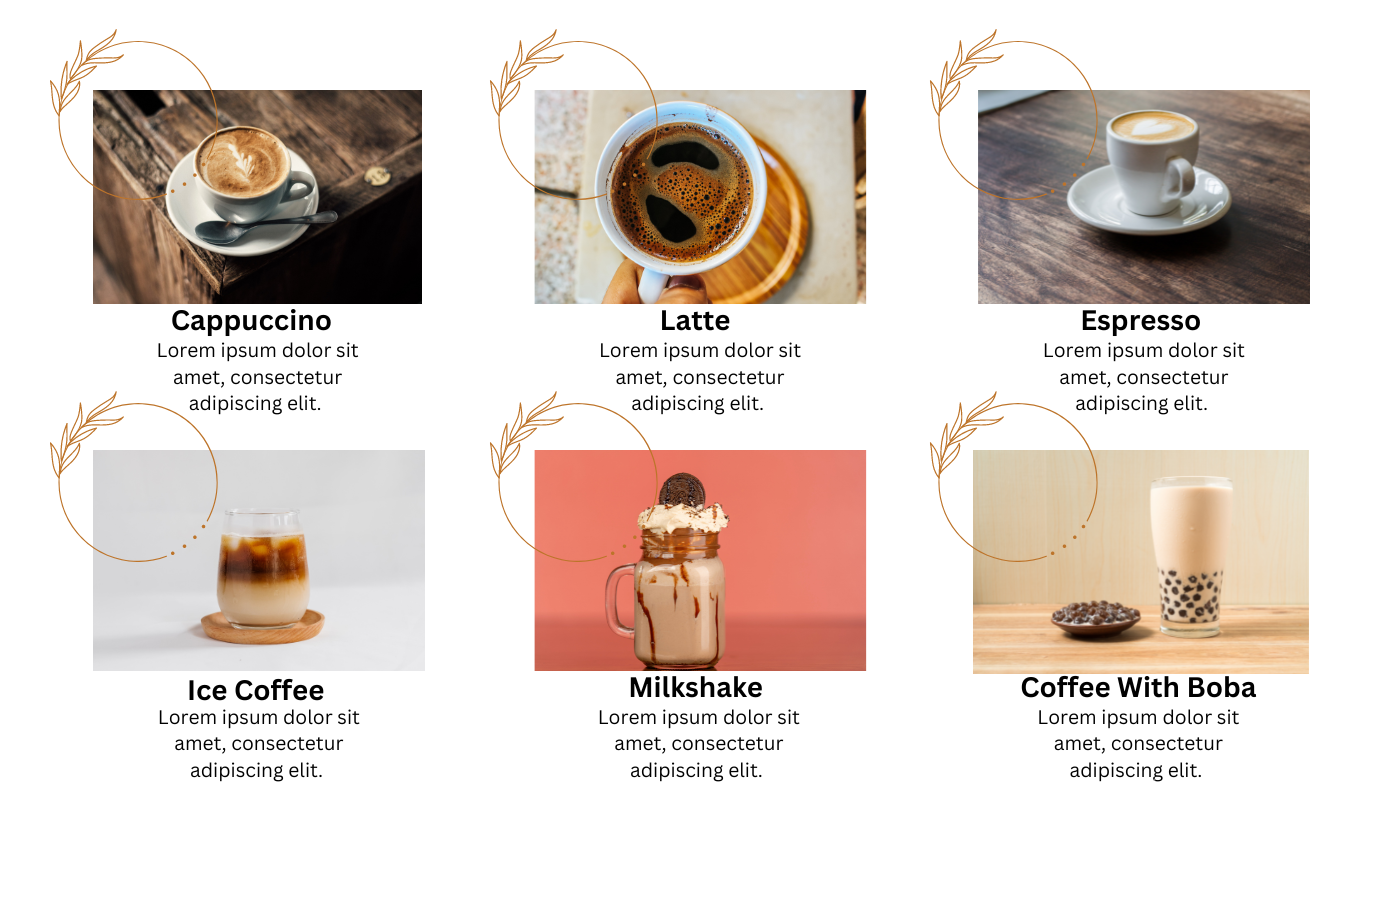 Cappuccino
Lorem ipsum dolor sit
amet, consectetur
adipiscing elit.
Latte
Lorem ipsum dolor sit
amet, consectetur
adipiscing elit.
Espresso
Lorem ipsum dolor sit
amet, consectetur
adipiscing elit.
Ice Coffee
Lorem ipsum dolor sit
amet, consectetur
adipiscing elit.
Milkshake
Lorem ipsum dolor sit
amet, consectetur
adipiscing elit.
Coffee With Boba
Lorem ipsum dolor sit
amet, consectetur
adipiscing elit.